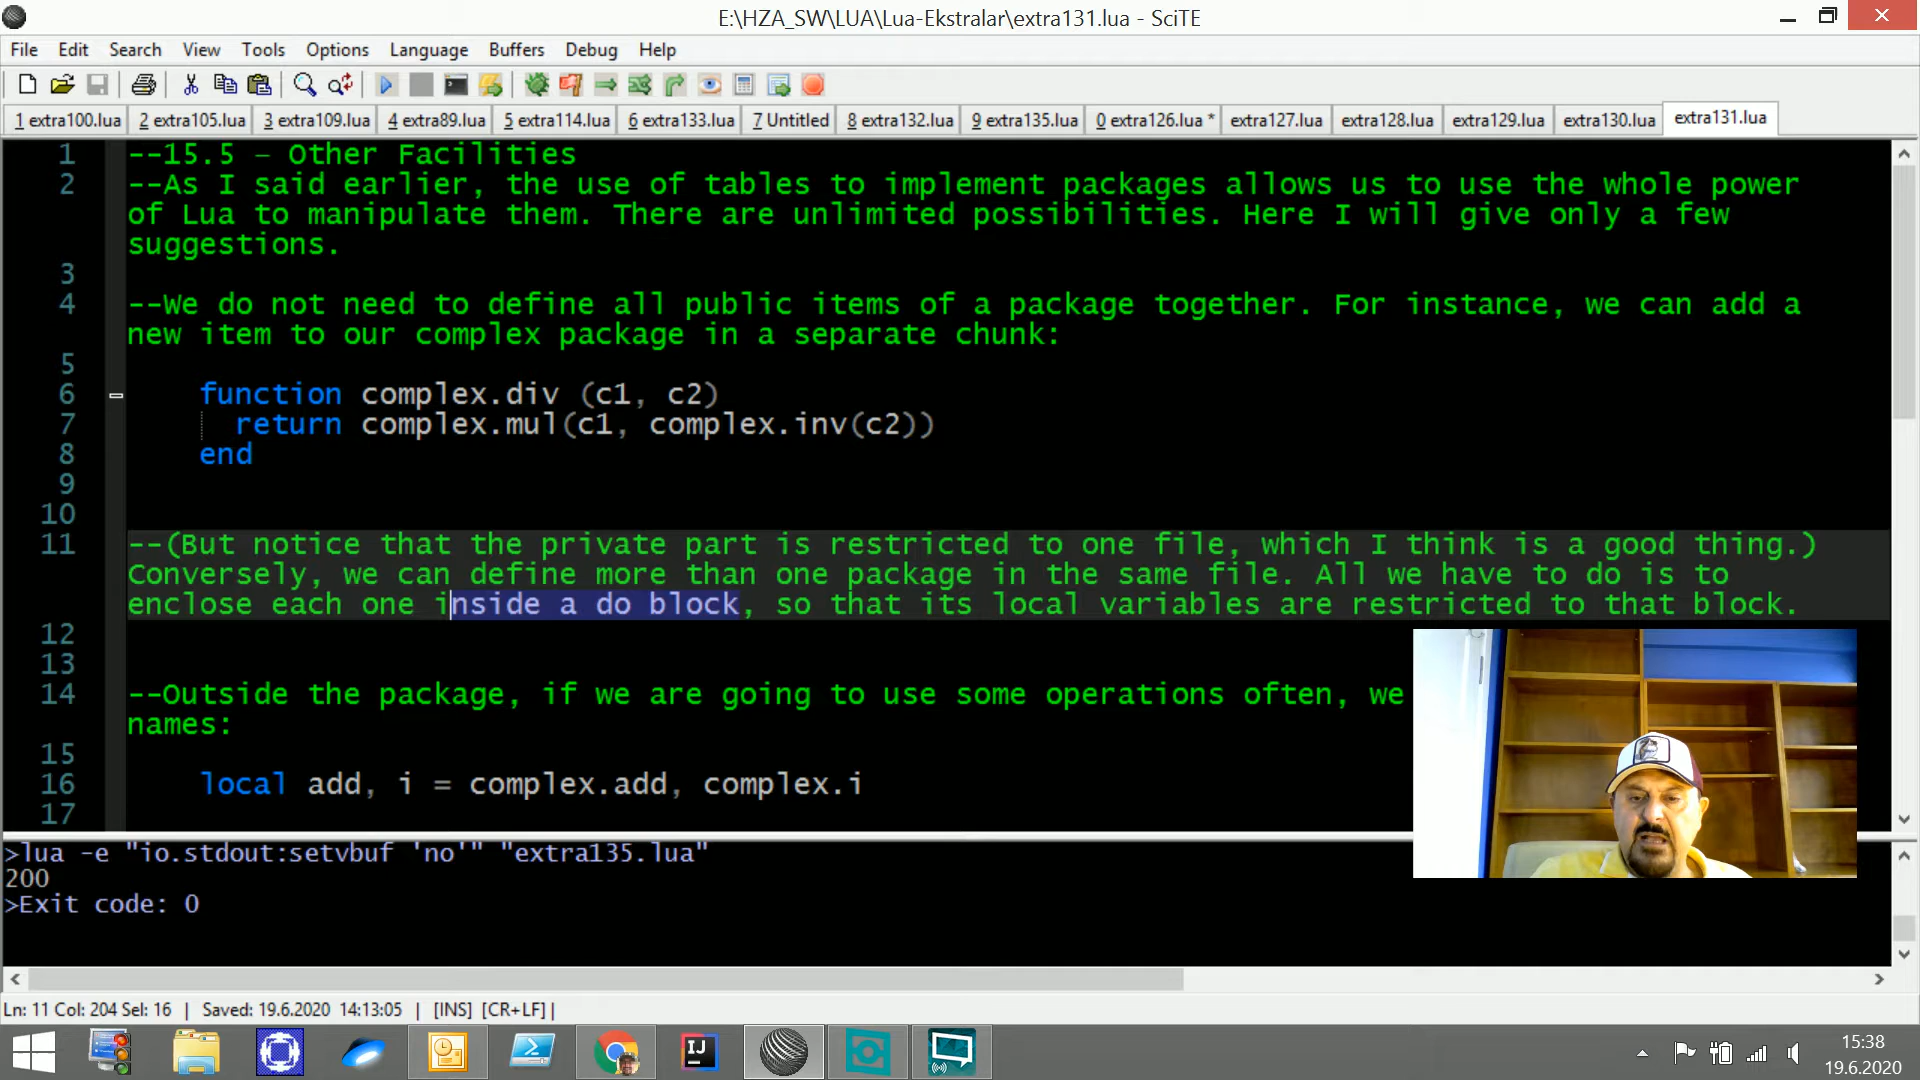 E:\HZA_SW\LUA\Lua-Ekstralar\extra131.lua - SciTE
File Edit Search View Tools Options Language Buffers Debug Help
1 extra100.lua 2 extra105.lua 3 extra109.lua 4 extra89.lua 5 extra114.lua 6 extra133.lua 7 Untitled 8 extra132.lua 9 extra135.lua 0 extra126.lua * extra127.lua extra128.lua extra129.lua extra130.lua extra131.lua
1 --15.5 – Other Facilities
2 --As I said earlier, the use of tables to implement packages allows us to use the whole power
of Lua to manipulate them. There are unlimited possibilities. Here I will give only a few
suggestions.
3
4 --We do not need to define all public items of a package together. For instance, we can add a
new item to our complex package in a separate chunk:
5
6 function complex.div (c1, c2)
7 return complex.mul(c1, complex.inv(c2))
8 end
9
10
11 --(But notice that the private part is restricted to one file, which I think is a good thing.)
Conversely, we can define more than one package in the same file. All we have to do is to
enclose each one inside a do block, so that its local variables are restricted to that block.
12
13
14 --Outside the package, if we are going to use some operations often, we
names:
15
16 local add, i = complex.add, complex.i
17
>lua -e "io.stdout:setvbuf 'no'" "extra135.lua"
200
>Exit code: 0
Ln: 11 Col: 204 Sel: 16 | Saved: 19.6.2020 14:13:05 | [INS] [CR+LF] |
IJ
15:38
19.6.2020